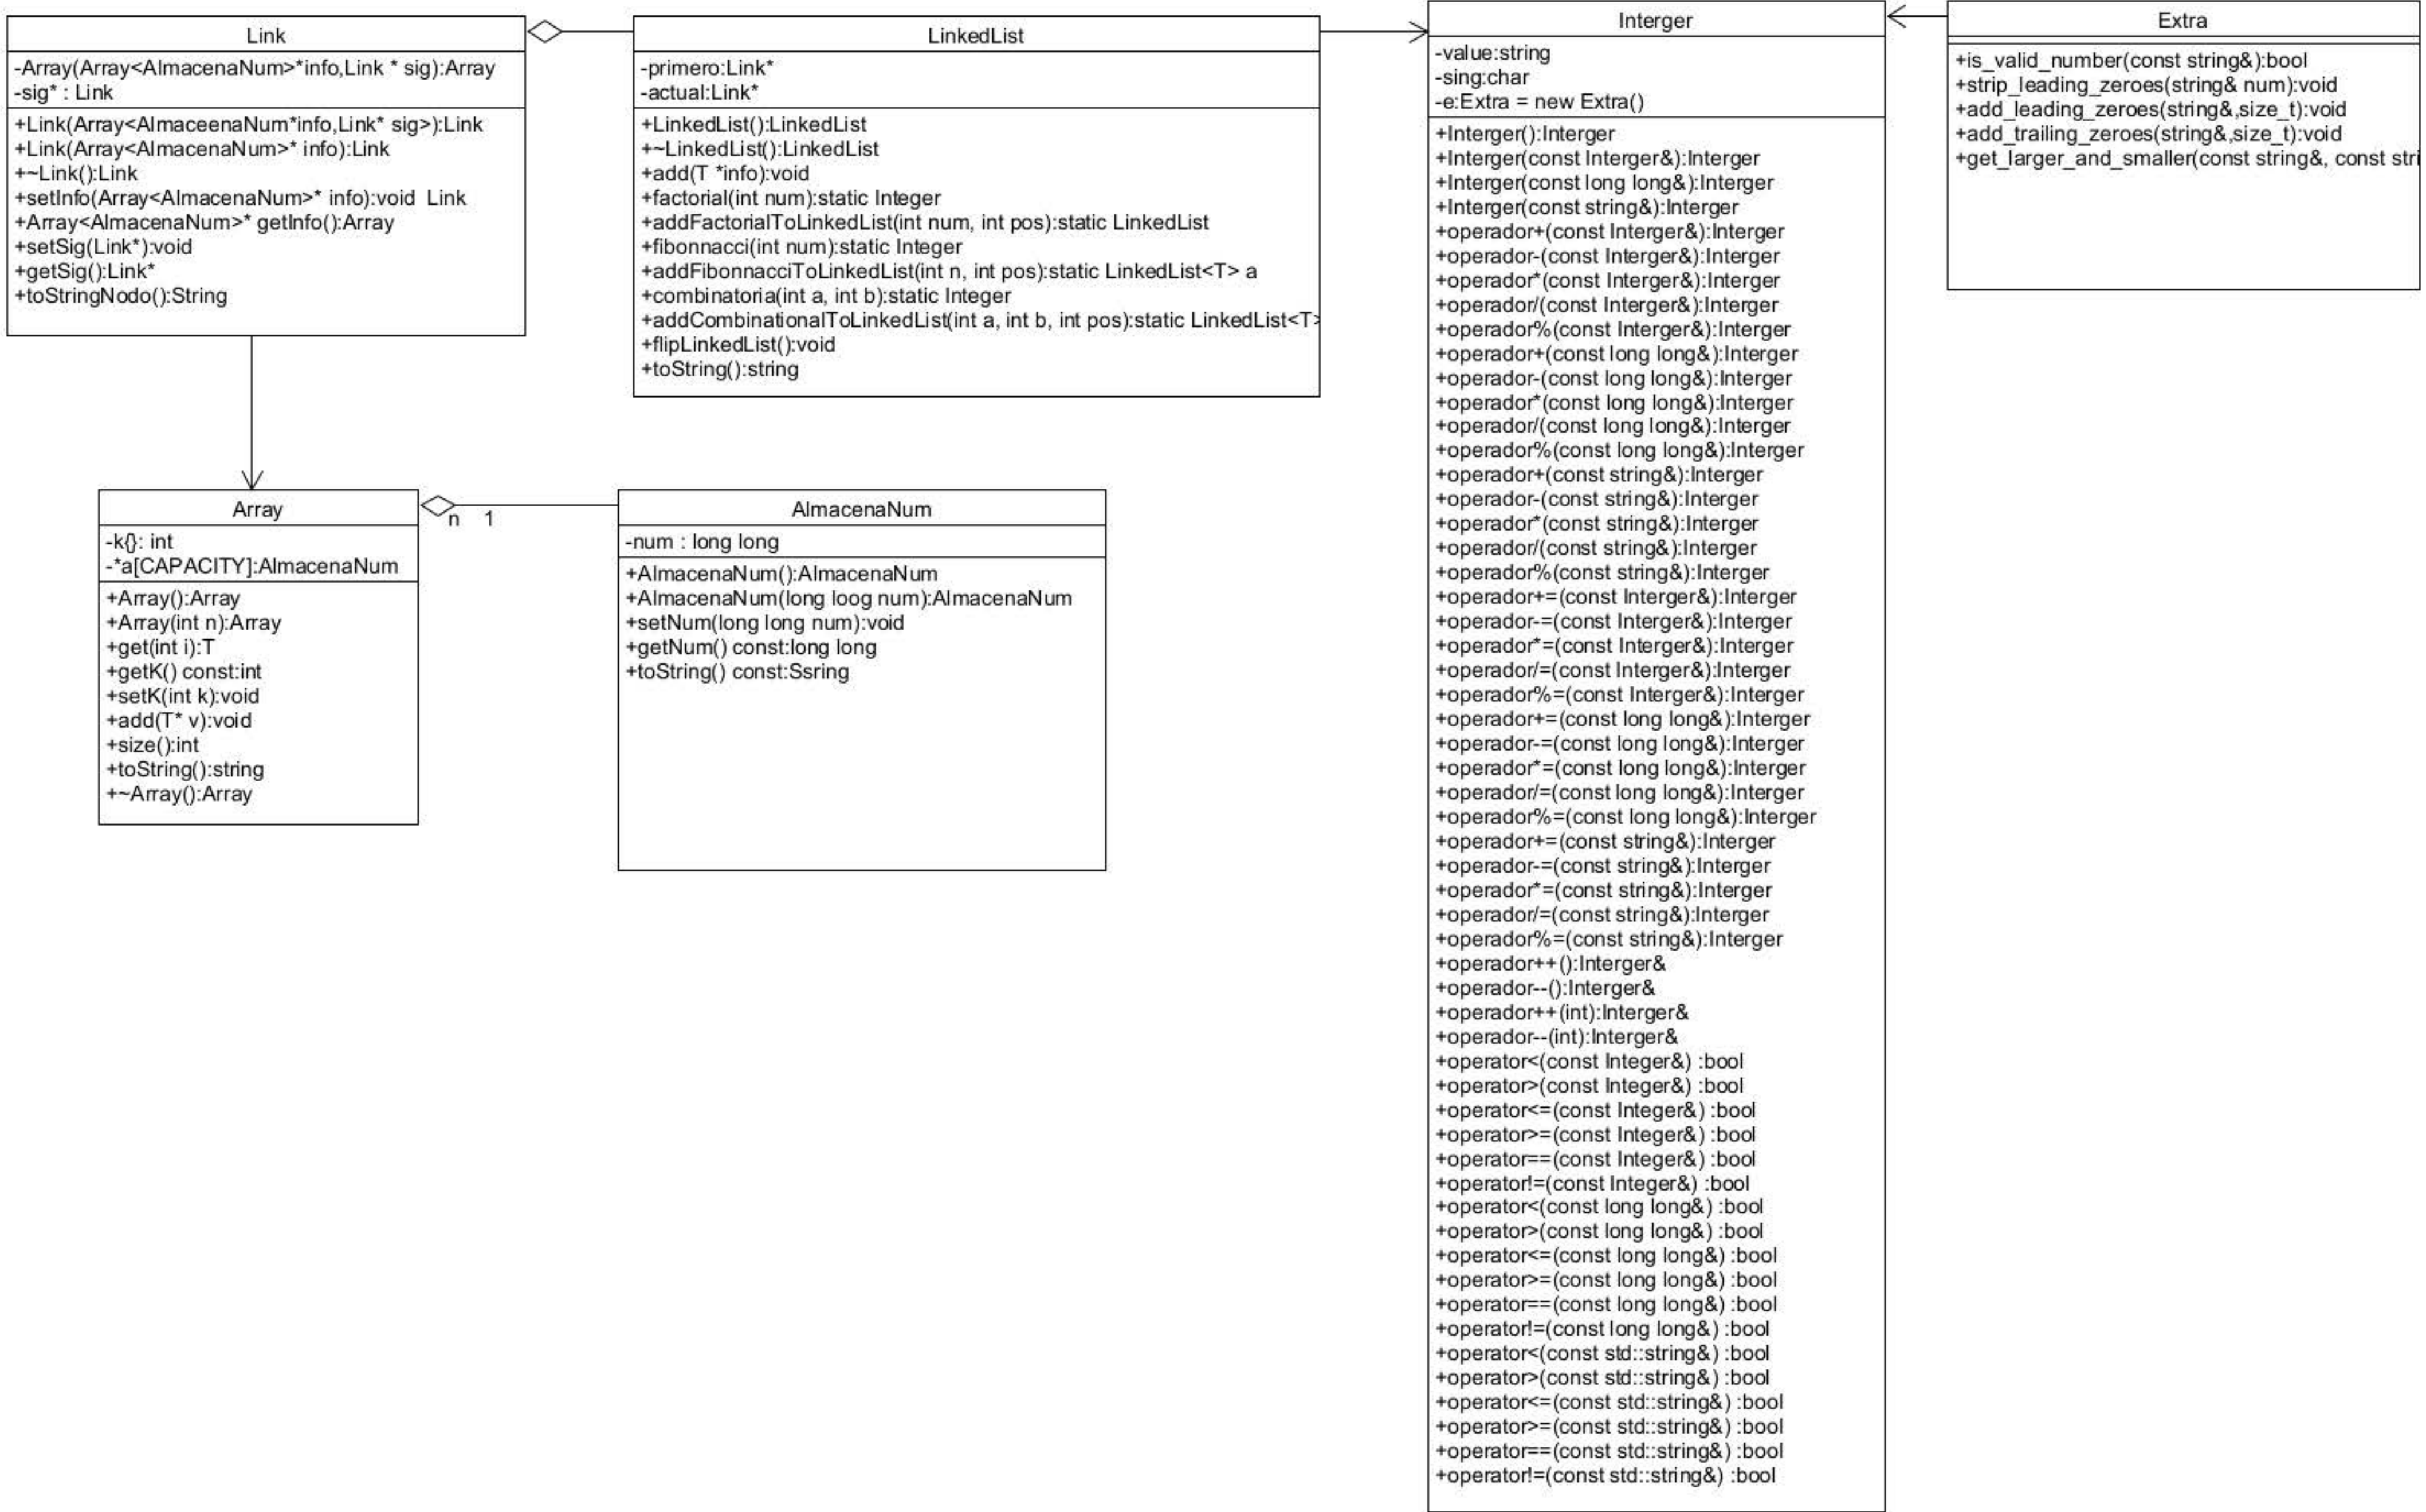 Link
-Array(Array<AlmacenaNum>*info,Link * sig):Array
-sig* : Link
+Link(Array<AlmaceenaNum*info,Link* sig>):Link
+Link(Array<AlmacenaNum>* info):Link
+~Link():Link
+setInfo(Array<AlmacenaNum>* info):void  Link
+Array<AlmacenaNum>* getInfo():Array
+setSig(Link*):void
+getSig():Link*
+toStringNodo():String
LinkedList
-primero:Link*
-actual:Link*
+LinkedList():LinkedList
+~LinkedList():LinkedList
+add(T *info):void
+factorial(int num):static Integer
+addFactorialToLinkedList(int num, int pos):static LinkedList
+fibonnacci(int num):static Integer
+addFibonnacciToLinkedList(int n, int pos):static LinkedList<T> a
+combinatoria(int a, int b):static Integer
+addCombinationalToLinkedList(int a, int b, int pos):static LinkedList<T>
+flipLinkedList():void
+toString():string
Interger
-value:string
-sing:char
-e:Extra = new Extra()
+Interger():Interger
+Interger(const Interger&):Interger
+Interger(const long long&):Interger
+Interger(const string&):Interger
+operador+(const Interger&):Interger
+operador-(const Interger&):Interger
+operador*(const Interger&):Interger
+operador/(const Interger&):Interger
+operador%(const Interger&):Interger
+operador+(const long long&):Interger
+operador-(const long long&):Interger
+operador*(const long long&):Interger
+operador/(const long long&):Interger
+operador%(const long long&):Interger
+operador+(const string&):Interger
+operador-(const string&):Interger
+operador*(const string&):Interger
+operador/(const string&):Interger
+operador%(const string&):Interger
+operador+=(const Interger&):Interger
+operador-=(const Interger&):Interger
+operador*=(const Interger&):Interger
+operador/=(const Interger&):Interger
+operador%=(const Interger&):Interger
+operador+=(const long long&):Interger
+operador-=(const long long&):Interger
+operador*=(const long long&):Interger
+operador/=(const long long&):Interger
+operador%=(const long long&):Interger
+operador+=(const string&):Interger
+operador-=(const string&):Interger
+operador*=(const string&):Interger
+operador/=(const string&):Interger
+operador%=(const string&):Interger
+operador++():Interger&
+operador--():Interger&
+operador++(int):Interger&
+operador--(int):Interger&
+operator<(const Integer&) :bool
+operator>(const Integer&) :bool
+operator<=(const Integer&) :bool
+operator>=(const Integer&) :bool
+operator==(const Integer&) :bool
+operator!=(const Integer&) :bool
+operator<(const long long&) :bool
+operator>(const long long&) :bool
+operator<=(const long long&) :bool
+operator>=(const long long&) :bool
+operator==(const long long&) :bool
+operator!=(const long long&) :bool
+operator<(const std::string&) :bool
+operator>(const std::string&) :bool
+operator<=(const std::string&) :bool
+operator>=(const std::string&) :bool
+operator==(const std::string&) :bool
+operator!=(const std::string&) :bool
Extra
+is_valid_number(const string&):bool
+strip_leading_zeroes(string& num):void
+add_leading_zeroes(string&,size_t):void
+add_trailing_zeroes(string&,size_t):void
+get_larger_and_smaller(const string&, const stri
Array
-k{}: int
-*a[CAPACITY]:AlmacenaNum
+Array():Array
+Array(int n):Array
+get(int i):T
+getK() const:int
+setK(int k):void
+add(T* v):void
+size():int
+toString():string
+~Array():Array
n 1
AlmacenaNum
-num : long long
+AlmacenaNum():AlmacenaNum
+AlmacenaNum(long loog num):AlmacenaNum
+setNum(long long num):void
+getNum() const:long long
+toString() const:Ssring